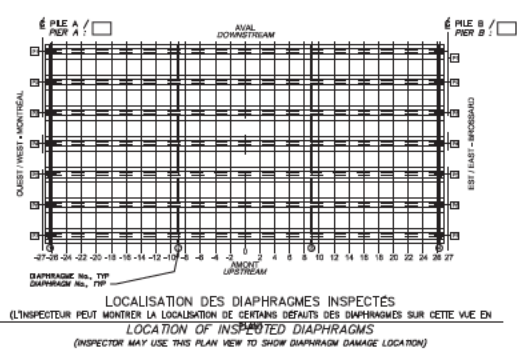 ℄ PILE A /
PIER A :
AVAL
DOWNSTREAM
℄ PILE B /
PIER B :
OUEST / WEST - MONTRÉAL
EST / EAST - BROSSARD
-27 -26 -24 -22 -20 -18 -16 -14 -12 -10 -8 -6 -4 -2 0 2 4 6 8 10 12 14 16 18 20 22 24 26 27
AMONT
UPSTREAM
DIAPHRAGME No., TYP
DIAPHRAGM No., TYP
LOCALISATION DES DIAPHRAGMES INSPECTÉS
(L'INSPECTEUR PEUT MONTRER LA LOCALISATION DE CERTAINS DÉFAUTS DES DIAPHRAGMES SUR CETTE VUE EN
PLAN)
LOCATION OF INSPECTED DIAPHRAGMS
(INSPECTOR MAY USE THIS PLAN VIEW TO SHOW DIAPHRAGM DAMAGE LOCATION)